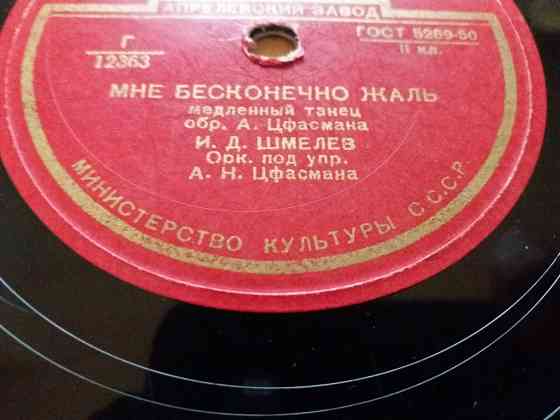 АПРЕЛЕВСКИЙ ЗАВОД
Г
12363
ГОСТ 5289-50
II кл.
МНЕ БЕСКОНЕЧНО ЖАЛЬ
медленный танец
обр. А. Цфасмана
И. Д. ШМЕЛЕВ
Орк. под упр.
А. Н. Цфасмана
МИНИСТЕРСТВО КУЛЬТУРЫ С.С.С.Р.